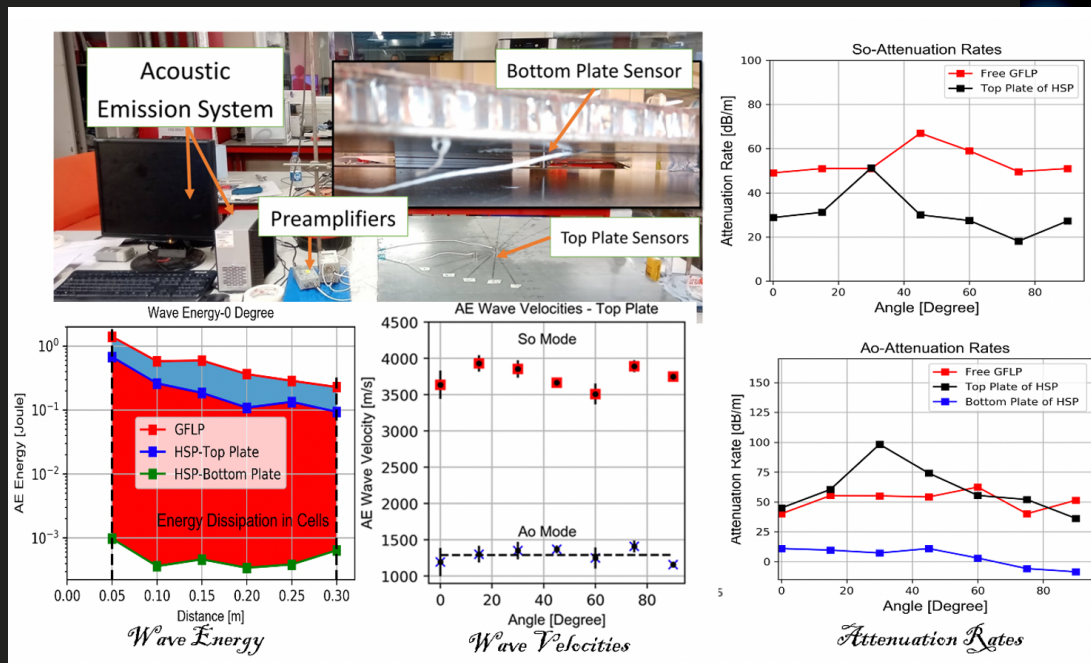 Acoustic
Emission System
Bottom Plate Sensor
Preamplifiers
Top Plate Sensors
So-Attenuation Rates
Attenuation Rate [dB/m]
100
80
60
40
20
0
Free GFLP
Top Plate of HSP
0 20 40 60 80
Angle [Degree]
Wave Energy-0 Degree
AE Energy [Joule]
10⁰
10⁻¹
10⁻²
10⁻³
GFLP
HSP-Top Plate
HSP-Bottom Plate
Energy Dissipation in Cells
0.00 0.05 0.10 0.15 0.20 0.25 0.30
Distance [m]
Wave Energy
AE Wave Velocities - Top Plate
AE Wave Velocity [m/s]
4500
4000
3500
3000
2500
2000
1500
1000
So Mode
Ao Mode
0 20 40 60 80
Angle [Degree]
Wave Velocities
Ao-Attenuation Rates
Attenuation Rate [dB/m]
150
125
100
75
50
25
0
Free GFLP
Top Plate of HSP
Bottom Plate of HSP
0 20 40 60 80
Angle [Degree]
Attenuation Rates